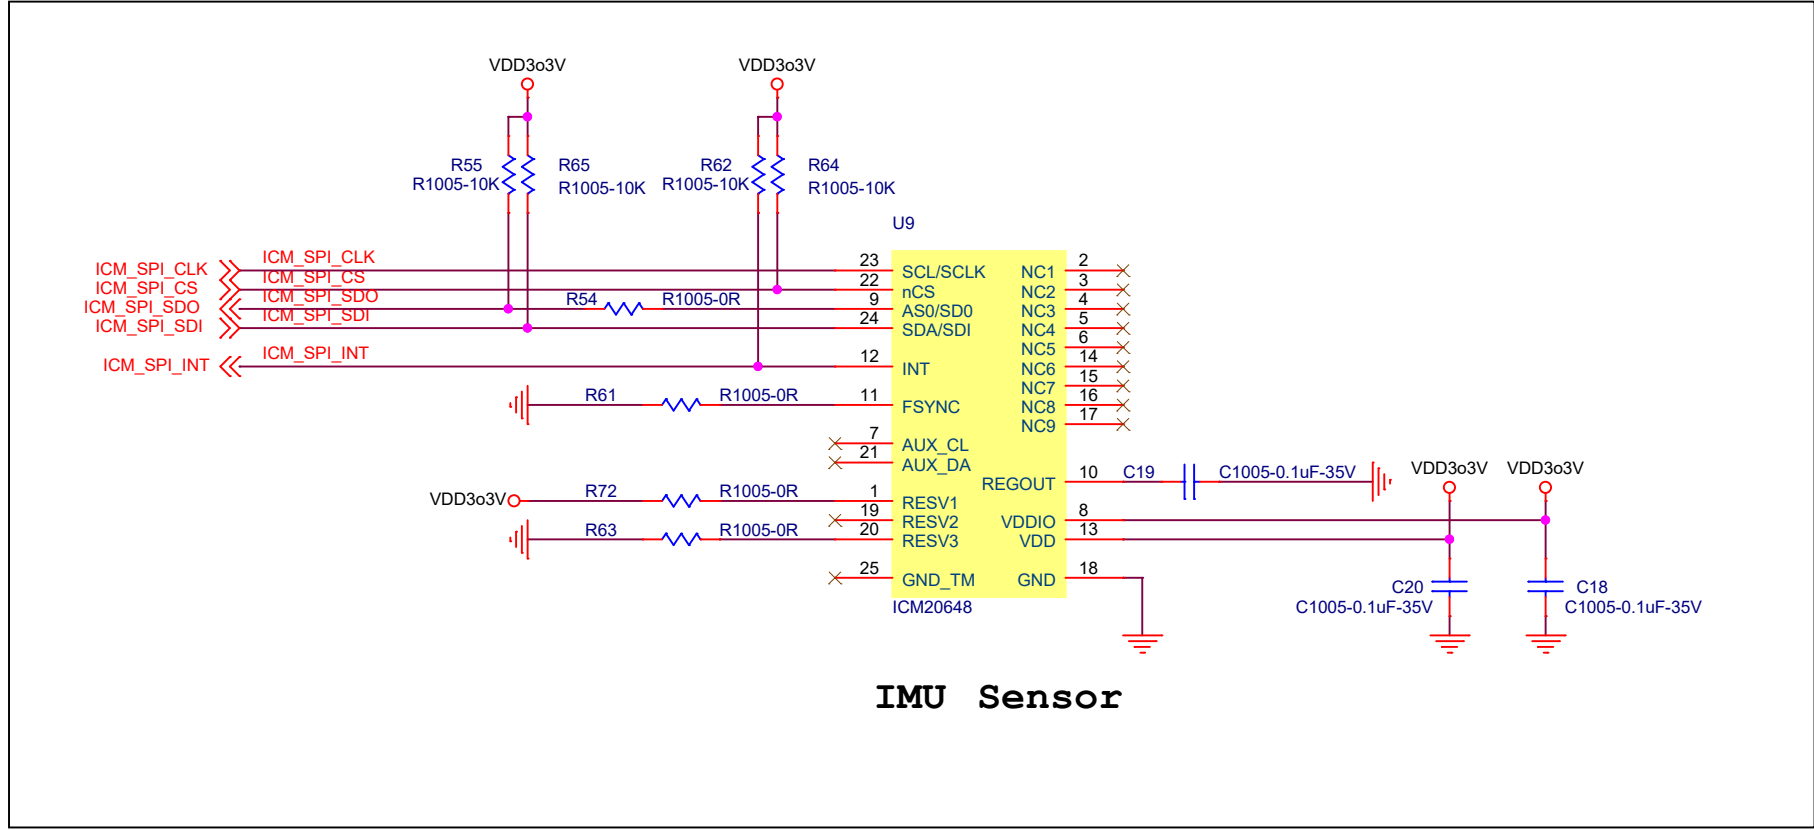 VDD3o3V VDD3o3V
R55 R65 R62 R64
R1005-10K R1005-10K R1005-10K R1005-10K
U9
ICM_SPI_CLK ICM_SPI_CLK 23 SCL/SCLK NC1 2
ICM_SPI_CS ICM_SPI_CS 22 nCS NC2 3
ICM_SPI_SDO ICM_SPI_SDO R54 R1005-0R 9 AS0/SD0 NC3 4
ICM_SPI_SDI ICM_SPI_SDI 24 SDA/SDI NC4 5
NC5 6
ICM_SPI_INT ICM_SPI_INT 12 INT NC6 14
NC7 15
R61 R1005-0R 11 FSYNC NC8 16
NC9 17
7 AUX_CL
21 AUX_DA
REGOUT 10 C19 C1005-0.1uF-35V VDD3o3V VDD3o3V
VDD3o3V R72 R1005-0R 1 RESV1
19 RESV2 VDDIO 8
R63 R1005-0R 20 RESV3 VDD 13
25 GND_TM GND 18
C20 C18
C1005-0.1uF-35V C1005-0.1uF-35V
ICM20648
IMU Sensor